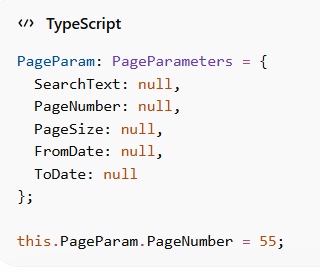 </> TypeScript
PageParam: PageParameters = {
  SearchText: null,
  PageNumber: null,
  PageSize: null,
  FromDate: null,
  ToDate: null
};
this.PageParam.PageNumber = 55;